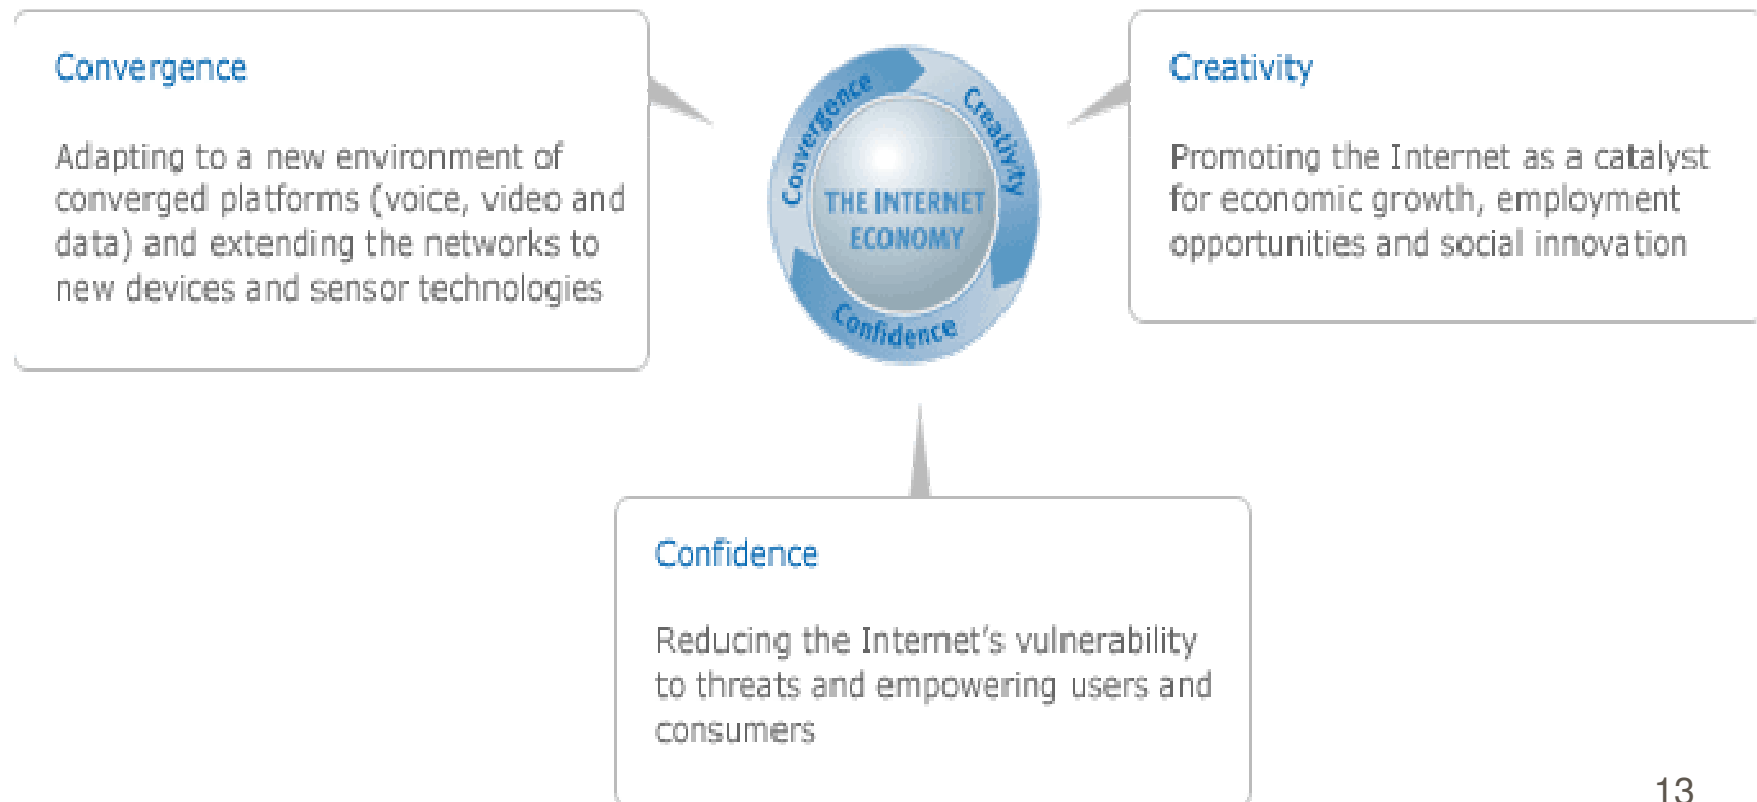 Convergence
Adapting to a new environment of
converged platforms (voice, video and
data) and extending the networks to
new devices and sensor technologies
Convergence
Creativity
THE INTERNET
ECONOMY
Confidence
Creativity
Promoting the Internet as a catalyst
for economic growth, employment
opportunities and social innovation
Confidence
Reducing the Internet's vulnerability
to threats and empowering users and
consumers
13